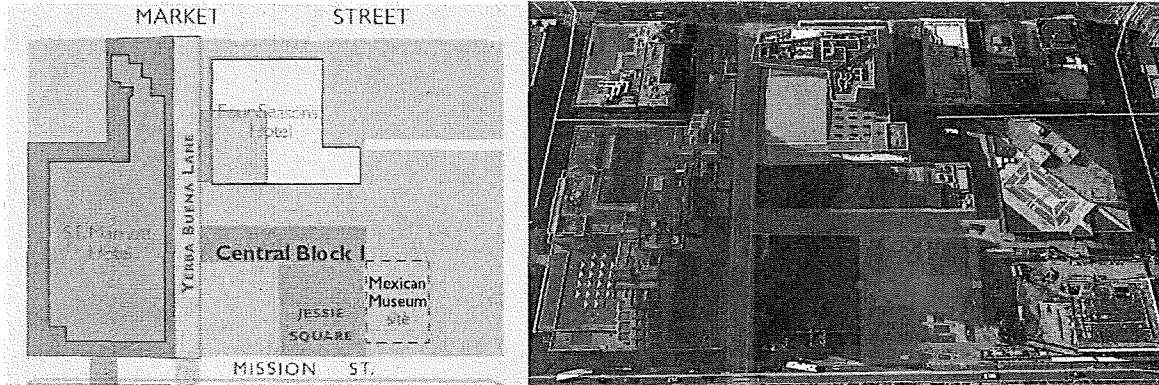 MARKET STREET
Four Seasons
Hotel
YERBA BUENA LANE
S.F. Marriott
Hotel
Central Block 1
Mexican
Museum
site
JESSIE
SQUARE
MISSION ST.